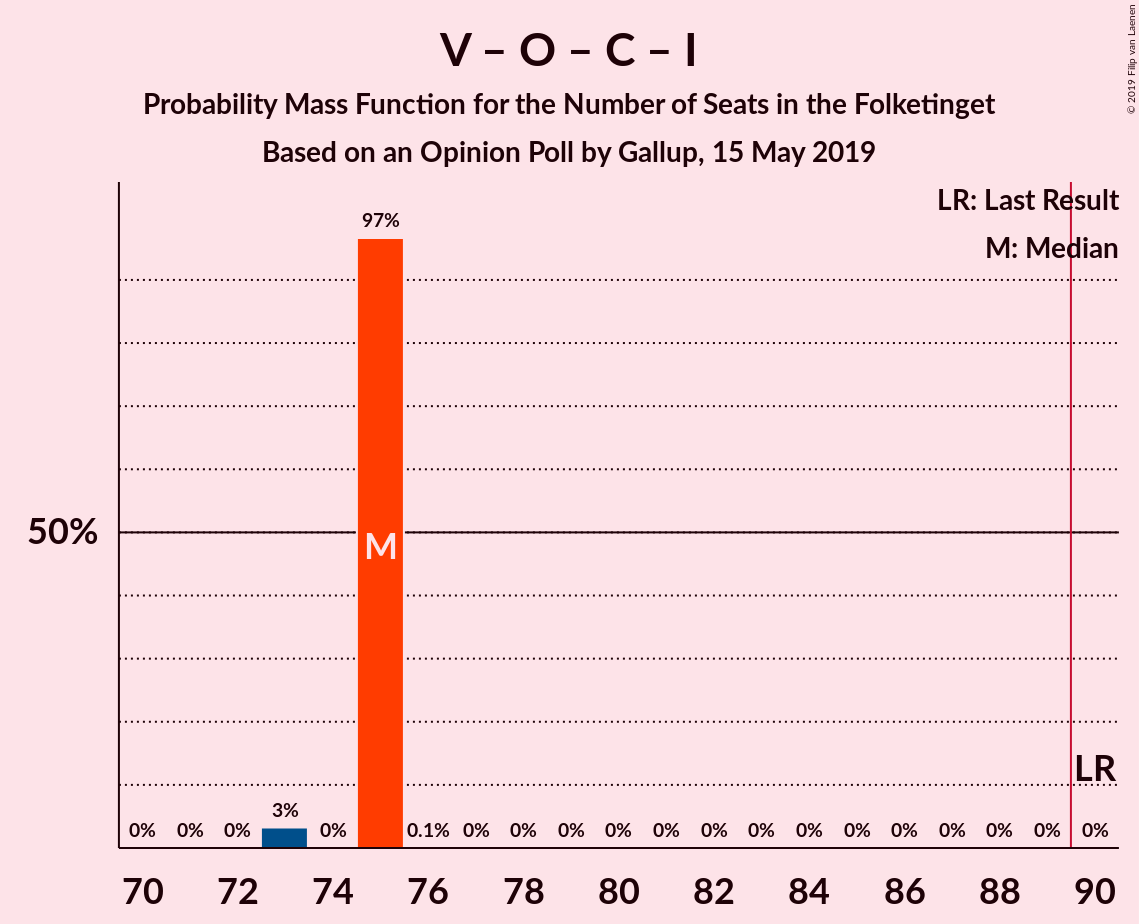 V – O – C – I
Probability Mass Function for the Number of Seats in the Folketinget
Based on an Opinion Poll by Gallup, 15 May 2019
© 2019 Filip van Laenen
LR: Last Result
M: Median
97%
50%
M
LR
3%
0% 0% 0% 0% 0.1% 0% 0% 0% 0% 0% 0% 0% 0% 0% 0% 0% 0% 0% 0%
70 72 74 76 78 80 82 84 86 88 90